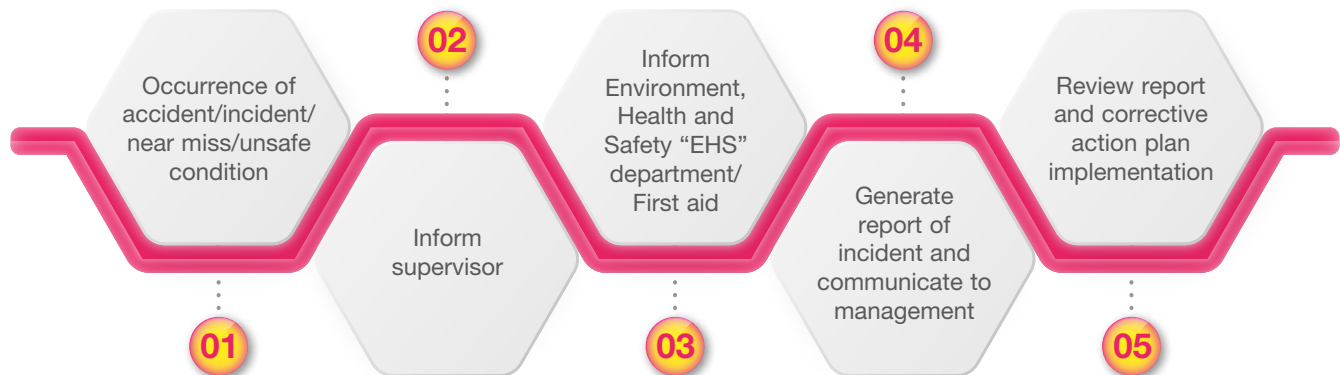 01
Occurrence of
accident/incident/
near miss/unsafe
condition
02
Inform
supervisor
03
Inform
Environment,
Health and
Safety “EHS”
department/
First aid
04
Generate
report of
incident and
communicate to
management
05
Review report
and corrective
action plan
implementation